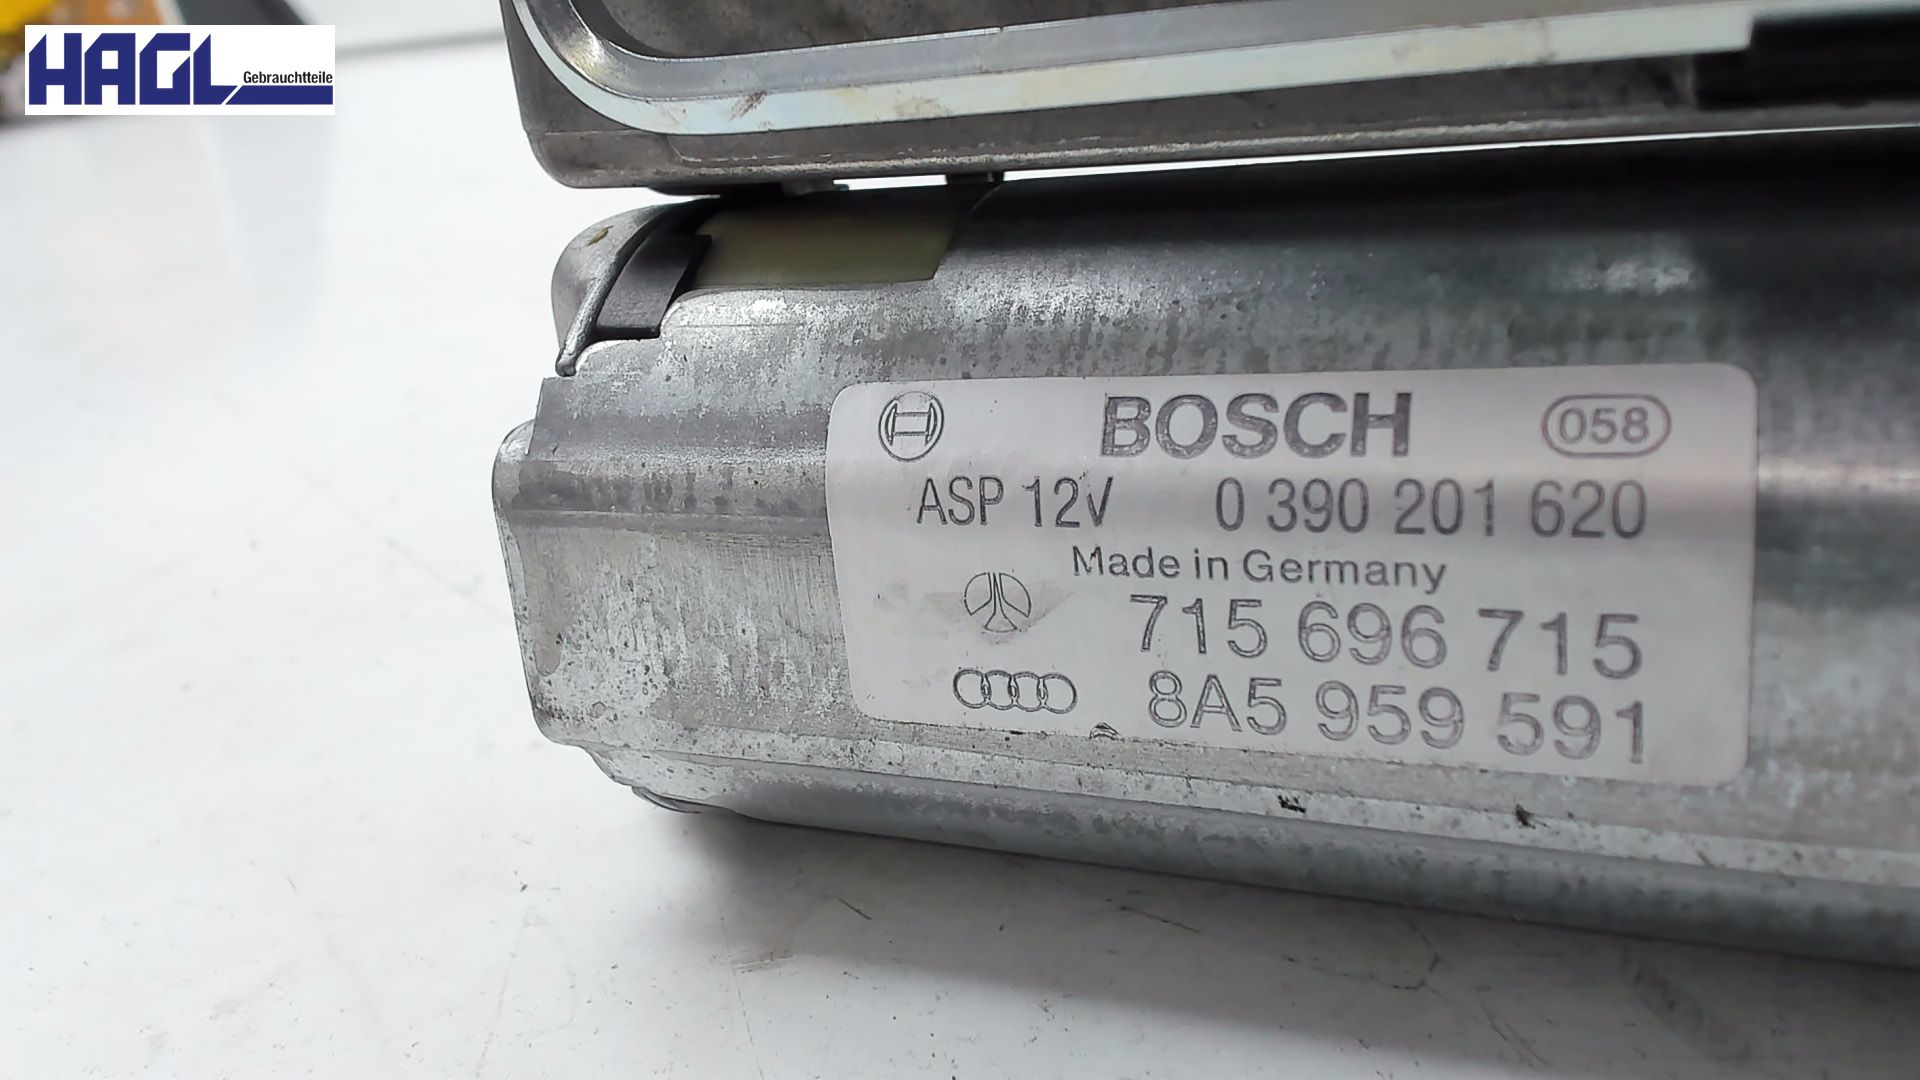 HAGL Gebrauchtteile
BOSCH 058
ASP 12V 0 390 201 620
Made in Germany
715 696 715
8A5 959 591